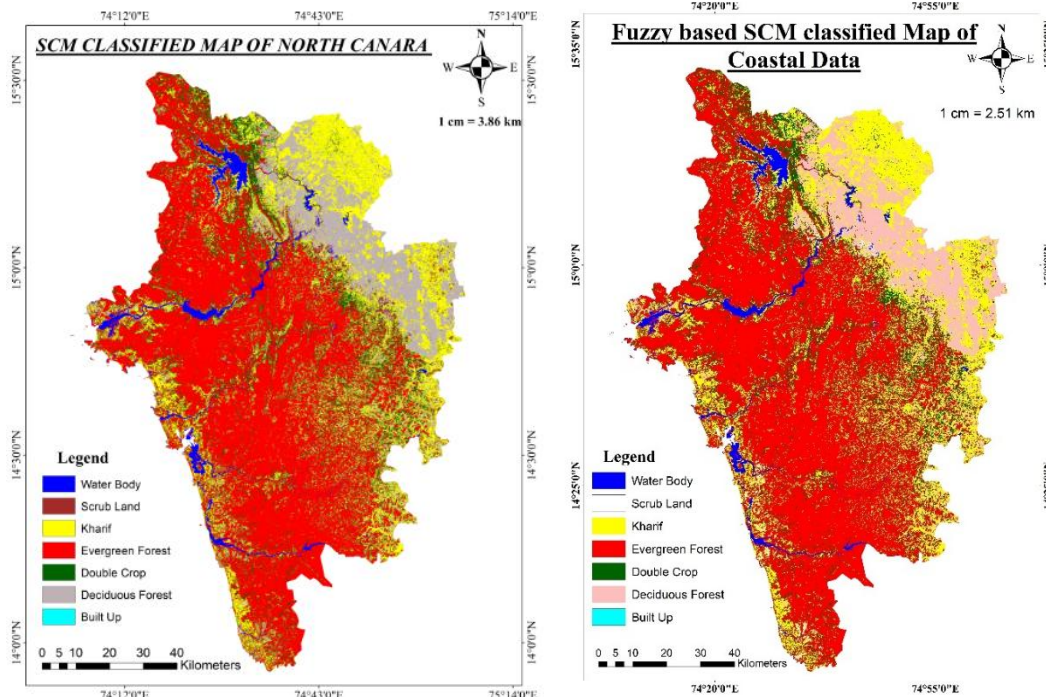 74°12'0"E 74°43'0"E 75°14'0"E
SCM CLASSIFIED MAP OF NORTH CANARA
N
W E
S
1 cm = 3.86 km
15°30'0"N 15°30'0"N
15°0'0"N 15°0'0"N
14°30'0"N 14°30'0"N
14°0'0"N 14°0'0"N
Legend
Water Body
Scrub Land
Kharif
Evergreen Forest
Double Crop
Deciduous Forest
Built Up
0 5 10 20 30 40
Kilometers
74°12'0"E 74°43'0"E 75°14'0"E
74°20'0"E 74°55'0"E
Fuzzy based SCM classified Map of
Coastal Data
N
W E
S
1 cm = 2.51 km
15°35'0"N
15°0'0"N
14°25'0"N
Legend
Water Body
Scrub Land
Kharif
Evergreen Forest
Double Crop
Deciduous Forest
Built Up
0 5 10 20 30 40
Kilometers
74°20'0"E 74°55'0"E